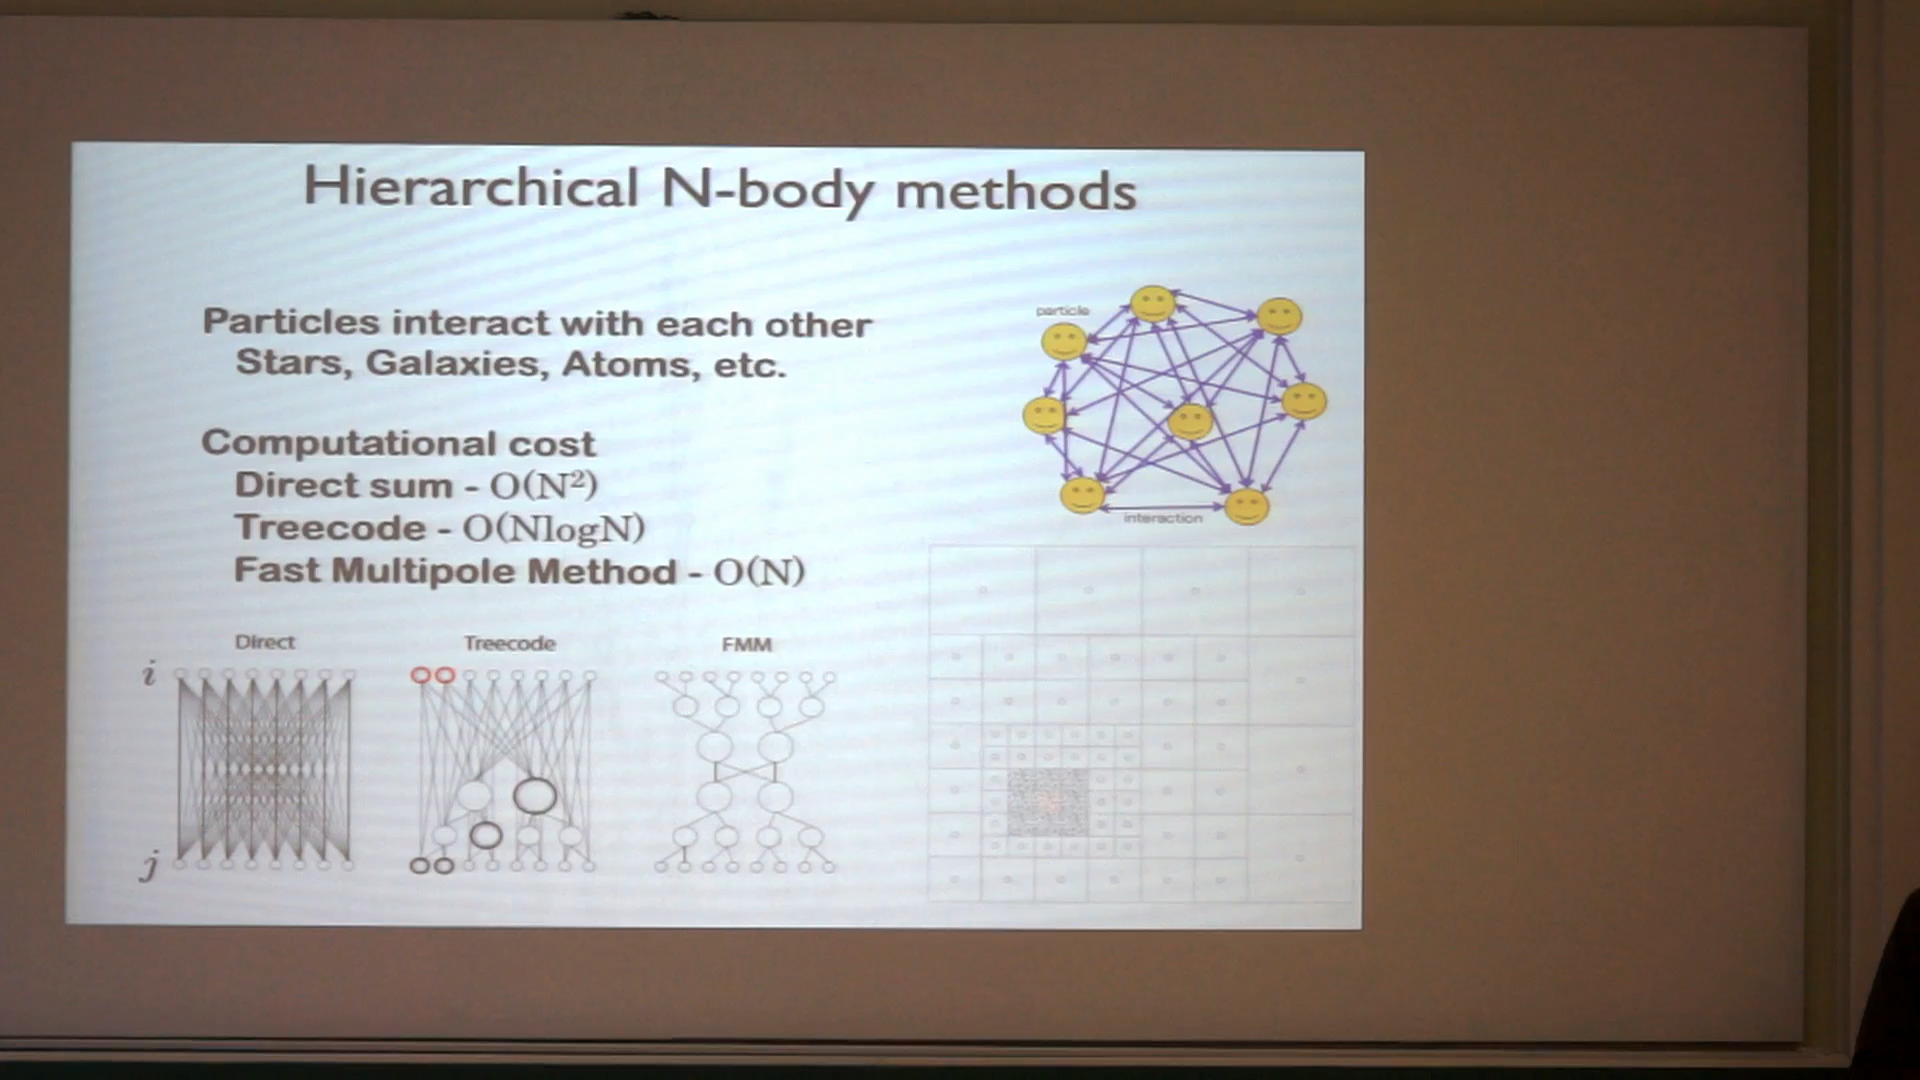 Hierarchical N-body methods
Particles interact with each other
Stars, Galaxies, Atoms, etc.
Computational cost
Direct sum - O(N²)
Treecode - O(NlogN)
Fast Multipole Method - O(N)
particle
interaction
Direct
Treecode
FMM
i
j